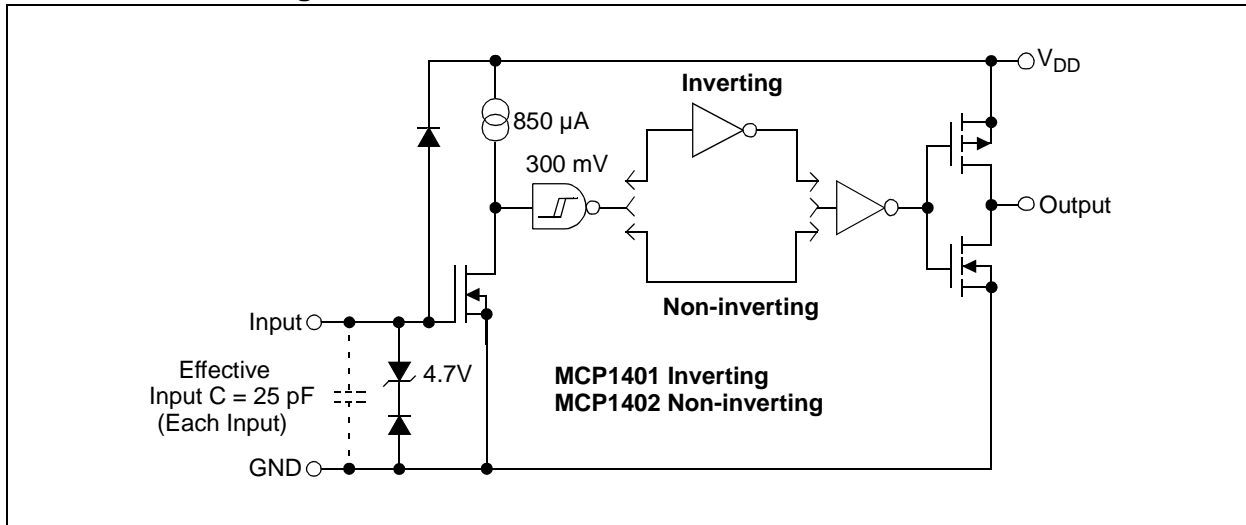 V_DD
Inverting
850 µA
300 mV
Output
Non-inverting
Input
4.7V
Effective
Input C = 25 pF
(Each Input)
MCP1401 Inverting
MCP1402 Non-inverting
GND